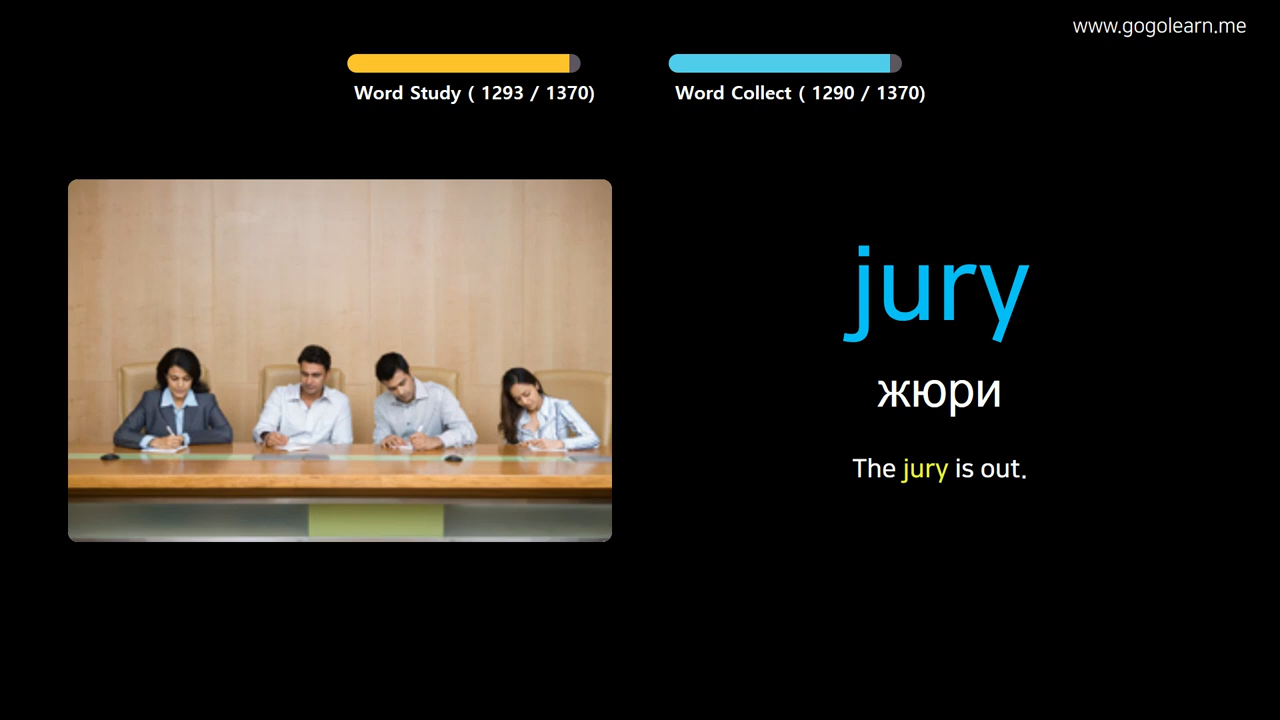 www.gogolearn.me
Word Study ( 1293 / 1370)
Word Collect ( 1290 / 1370)
jury
жюри
The jury is out.